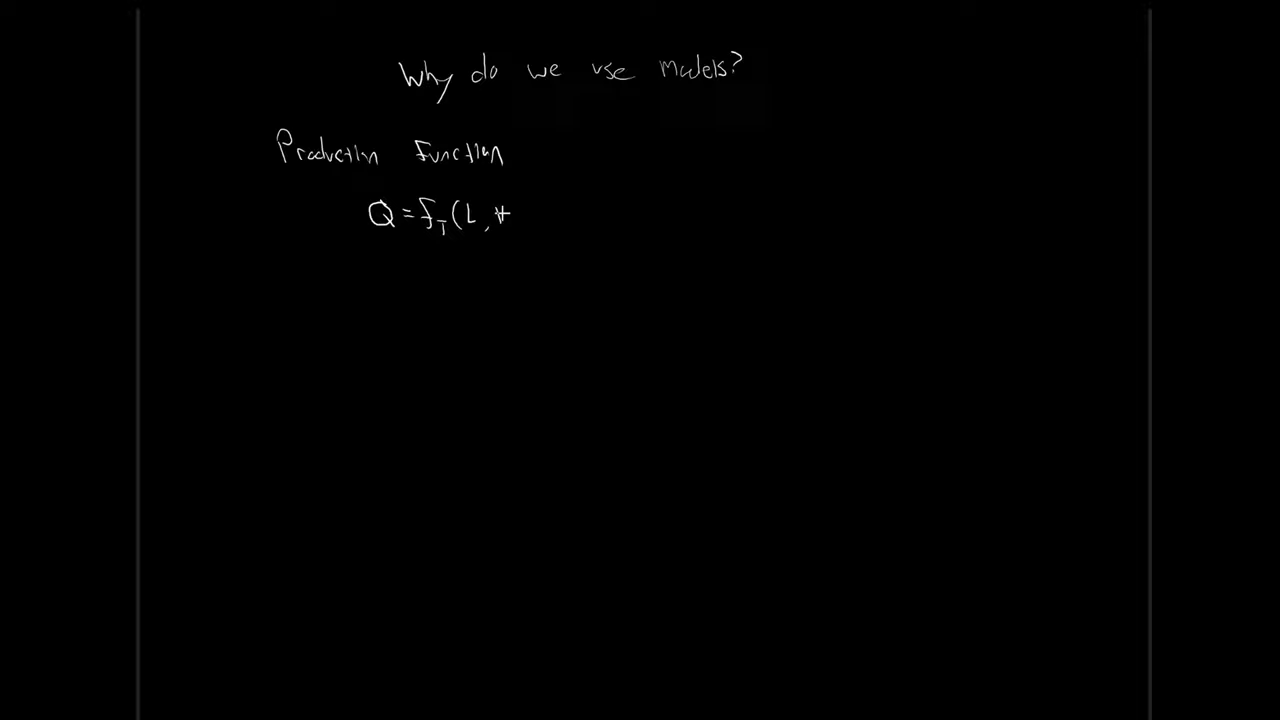 Why do we use models?
Production Function
Q = f_T(L, H